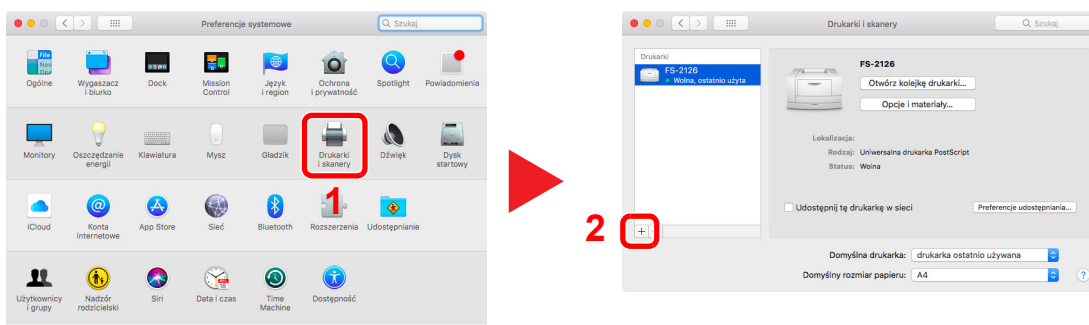 Preferencje systemowe
Szukaj
File
New
Ope
Ogólne
Wygaszacz
i biurko
Dock
Mission
Control
Język
i region
Ochrona
i prywatność
Spotlight
Powiadomienia
Monitory
Oszczędzanie
energii
Klawiatura
Mysz
Gładzik
Drukarki
i skanery
Dźwięk
Dysk
startowy
1
iCloud
Konta
internetowe
App Store
Sieć
Bluetooth
Rozszerzenia
Udostępnianie
Użytkownicy
i grupy
Nadzór
rodzicielski
Siri
Data i czas
Time
Machine
Dostępność
Drukarki i skanery
Szukaj
Drukarki
FS-2126
Wolna, ostatnio użyta
FS-2126
Otwórz kolejkę drukarki...
Opcje i materiały...
Lokalizacja:
Rodzaj: Uniwersalna drukarka PostScript
Status: Wolna
Udostępnij tę drukarkę w sieci
Preferencje udostępniania...
2
+
Domyślna drukarka: drukarka ostatnio używana
Domyślny rozmiar papieru: A4
?